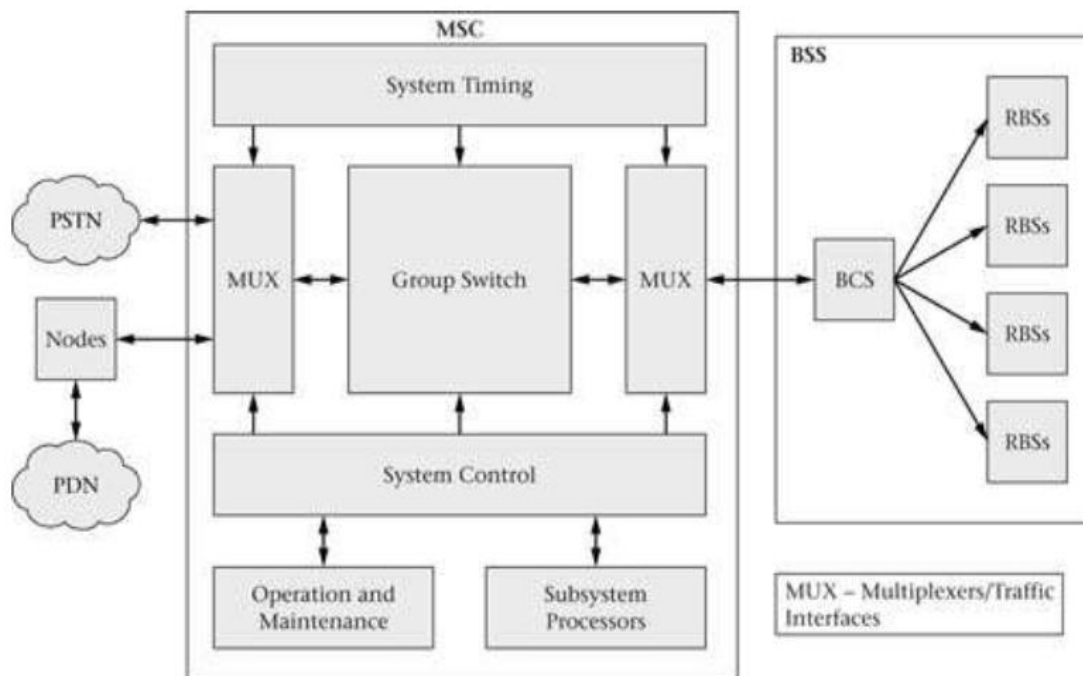 MSC
System Timing
BSS
RBSs
PSTN
RBSs
MUX
Group Switch
MUX
BCS
Nodes
RBSs
RBSs
System Control
PDN
Operation and
Maintenance
Subsystem
Processors
MUX – Multiplexers/Traffic
Interfaces